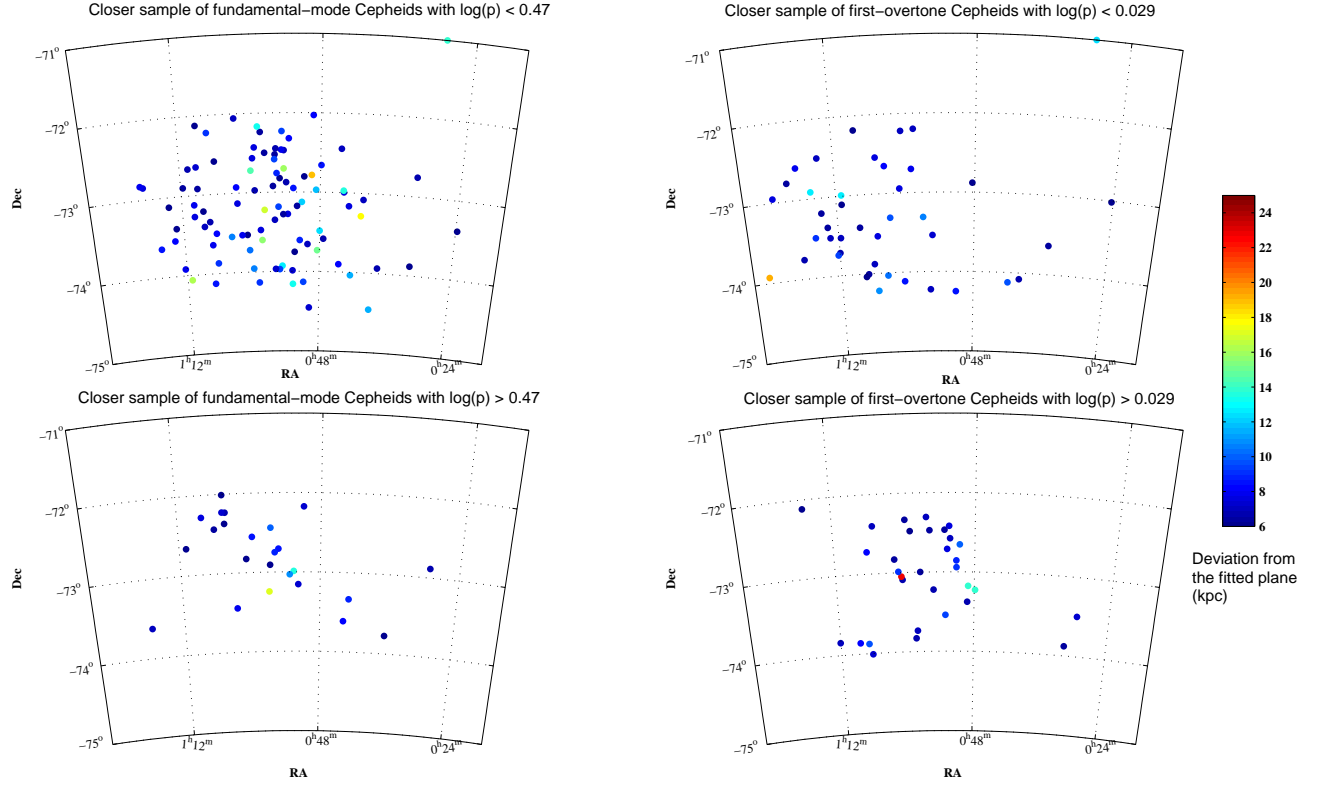 Closer sample of fundamental−mode Cepheids with log(p) < 0.47
Closer sample of first−overtone Cepheids with log(p) < 0.029
−71°
−72°
−73°
−74°
−75°
Dec
1ʰ12ᵐ
0ʰ48ᵐ
0ʰ24ᵐ
RA
−71°
−72°
−73°
−74°
−75°
Dec
1ʰ12ᵐ
0ʰ48ᵐ
0ʰ24ᵐ
RA
Closer sample of fundamental−mode Cepheids with log(p) > 0.47
Closer sample of first−overtone Cepheids with log(p) > 0.029
−71°
−72°
−73°
−74°
−75°
Dec
1ʰ12ᵐ
0ʰ48ᵐ
0ʰ24ᵐ
RA
−71°
−72°
−73°
−74°
−75°
Dec
1ʰ12ᵐ
0ʰ48ᵐ
0ʰ24ᵐ
RA
24
22
20
18
16
14
12
10
8
6
Deviation from
the fitted plane
(kpc)